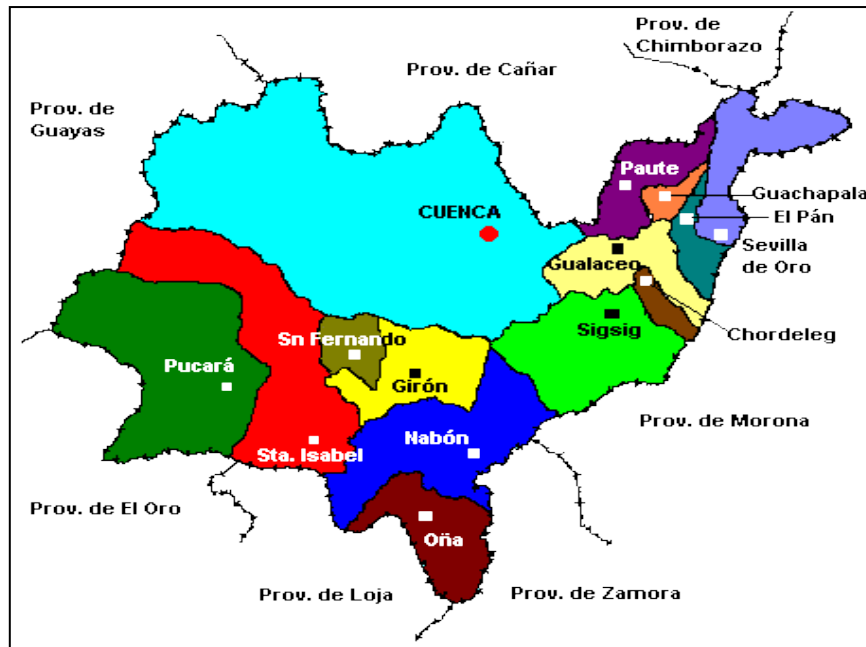 Prov. de
Chimborazo
Prov. de Cañar
Prov. de
Guayas
Paute
Guachapala
El Pán
CUENCA
Sevilla
de Oro
Gualaceo
Chordeleg
Sigsig
Sn Fernando
Pucará
Girón
Prov. de Morona
Nabón
Sta. Isabel
Prov. de El Oro
Oña
Prov. de Loja
Prov. de Zamora